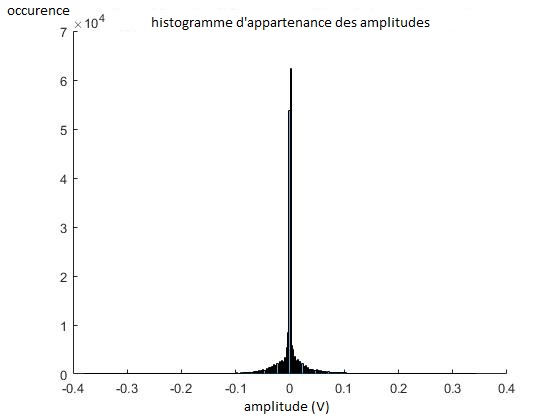 occurence
×10⁴
histogramme d'appartenance des amplitudes
7
6
5
4
3
2
1
0
-0.4 -0.3 -0.2 -0.1 0 0.1 0.2 0.3 0.4
amplitude (V)